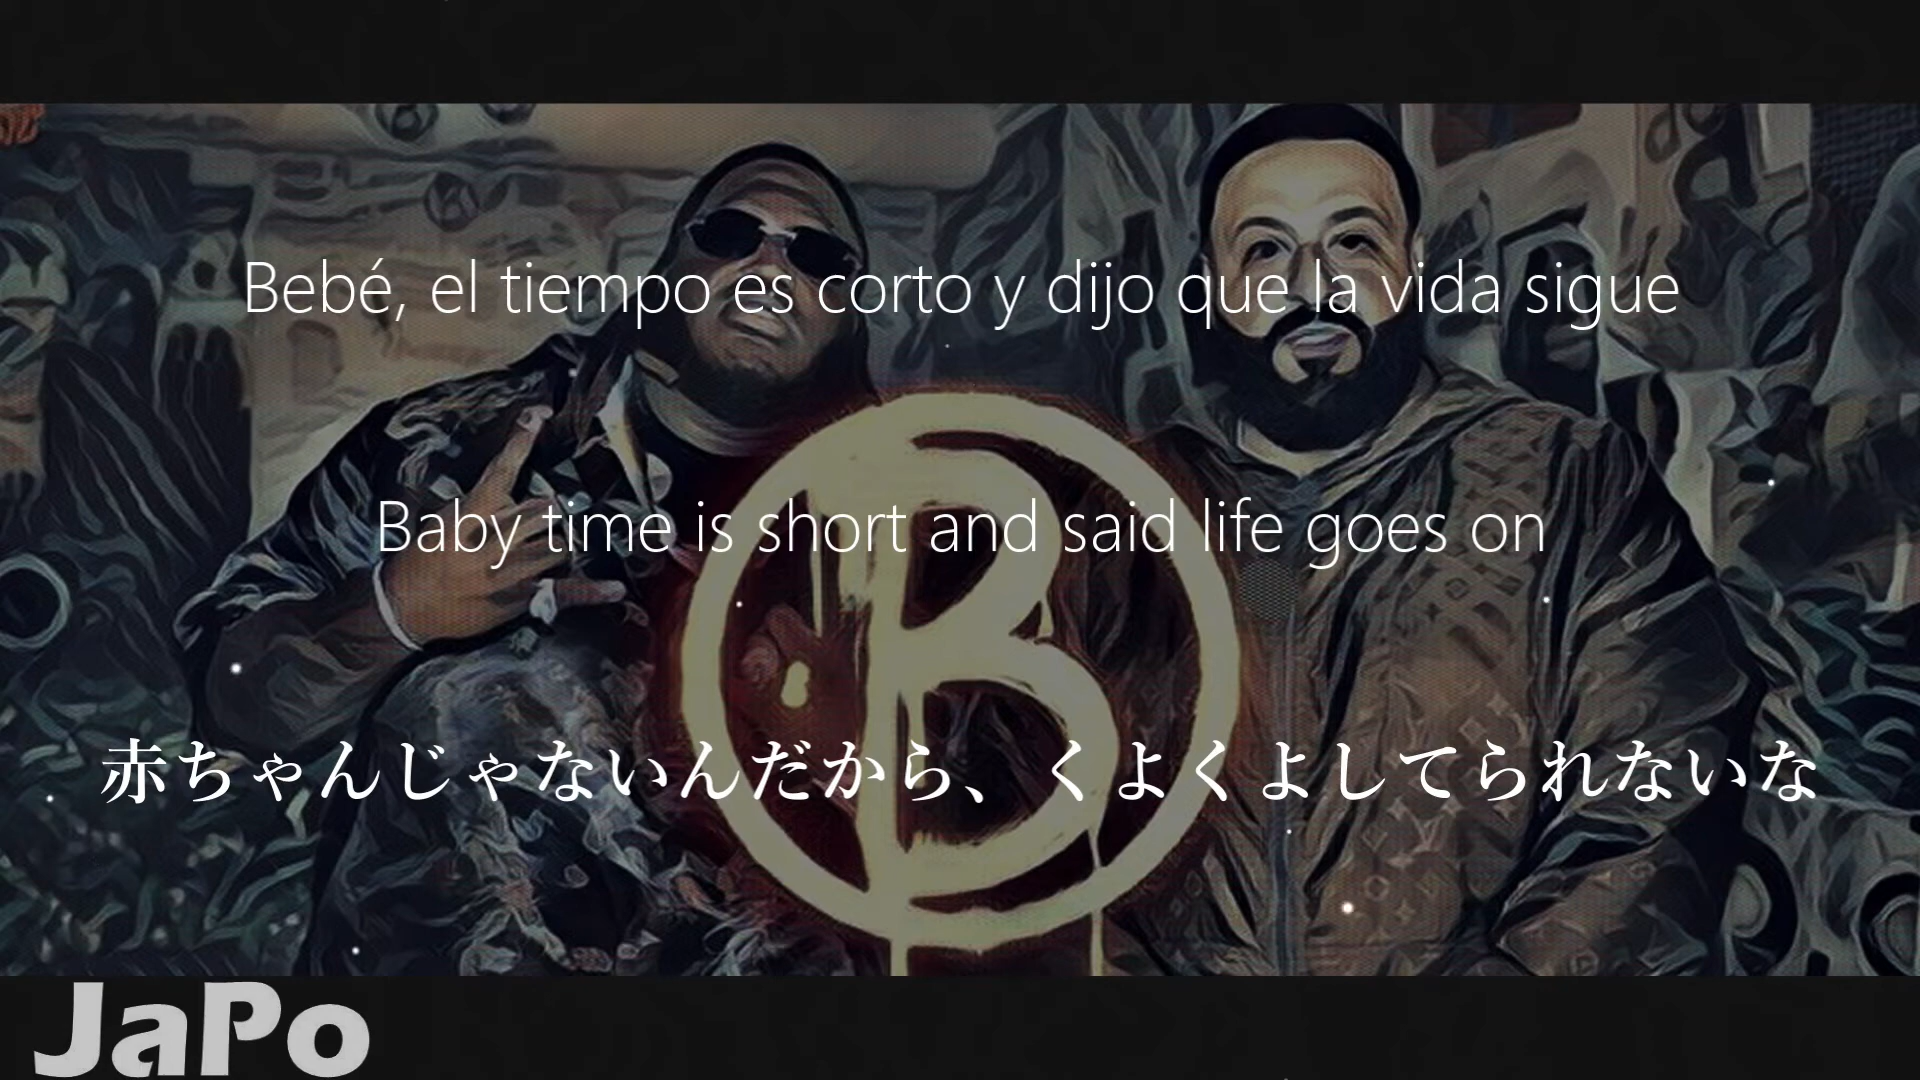 Bebé, el tiempo es corto y dijo que la vida sigue
Baby time is short and said life goes on
赤ちゃんじゃないんだから、くよくよしてられないな
B
JaPo